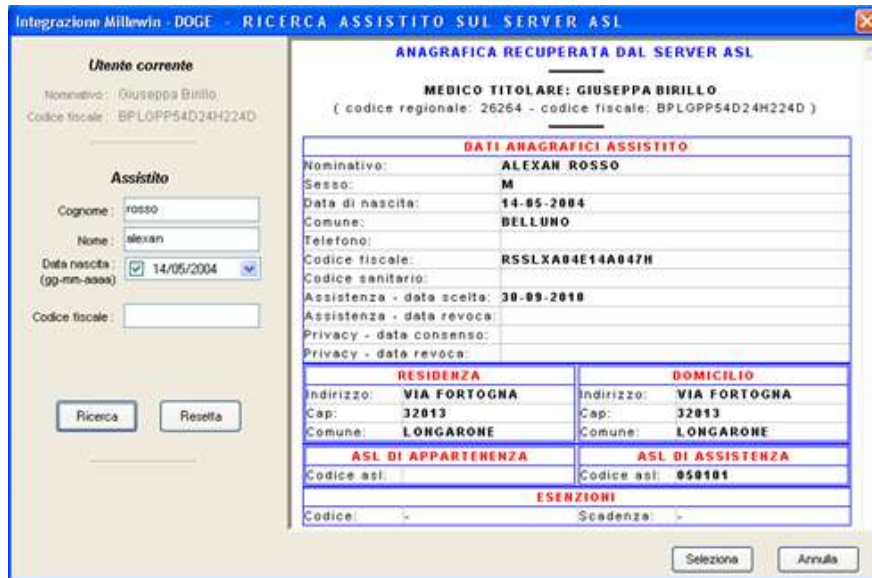 Integrazione Millewin - DOGE - RICERCA ASSISTITO SUL SERVER ASL
Utente corrente
Nominativo : Giuseppa Birillo
Codice fiscale : BPLGPP54D24H224D
Assistito
Cognome : rosso
Nome : alexan
Data nascita : 14/05/2004
(gg-mm-aaaa)
Codice fiscale :
Ricerca Resetta
ANAGRAFICA RECUPERATA DAL SERVER ASL
MEDICO TITOLARE: GIUSEPPA BIRILLO
( codice regionale: 26264 - codice fiscale: BPLGPP54D24H224D )
DATI ANAGRAFICI ASSISTITO
Nominativo: ALEXAN ROSSO
Sesso: M
Data di nascita: 14-05-2004
Comune: BELLUNO
Telefono:
Codice fiscale: RSSLXA04E14A047H
Codice sanitario:
Assistenza - data scelta: 30-09-2010
Assistenza - data revoca:
Privacy - data consenso:
Privacy - data revoca:
RESIDENZA DOMICILIO
Indirizzo: VIA FORTOGNA Indirizzo: VIA FORTOGNA
Cap: 32013 Cap: 32013
Comune: LONGARONE Comune: LONGARONE
ASL DI APPARTENENZA ASL DI ASSISTENZA
Codice asl: Codice asl: 050101
ESENZIONI
Codice: - Scadenza: -
Seleziona Annulla